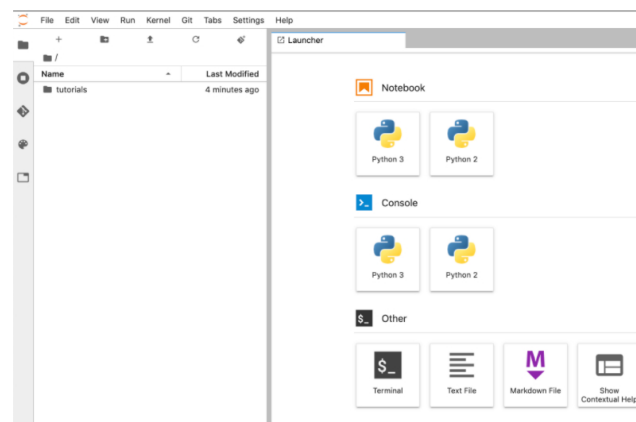 File Edit View Run Kernel Git Tabs Settings Help
Launcher
/
Name Last Modified
tutorials 4 minutes ago
Notebook
Python 3 Python 2
Console
>_
Python 3 Python 2
$_ Other
$_
M
Terminal Text File Markdown File Show
Contextual Help